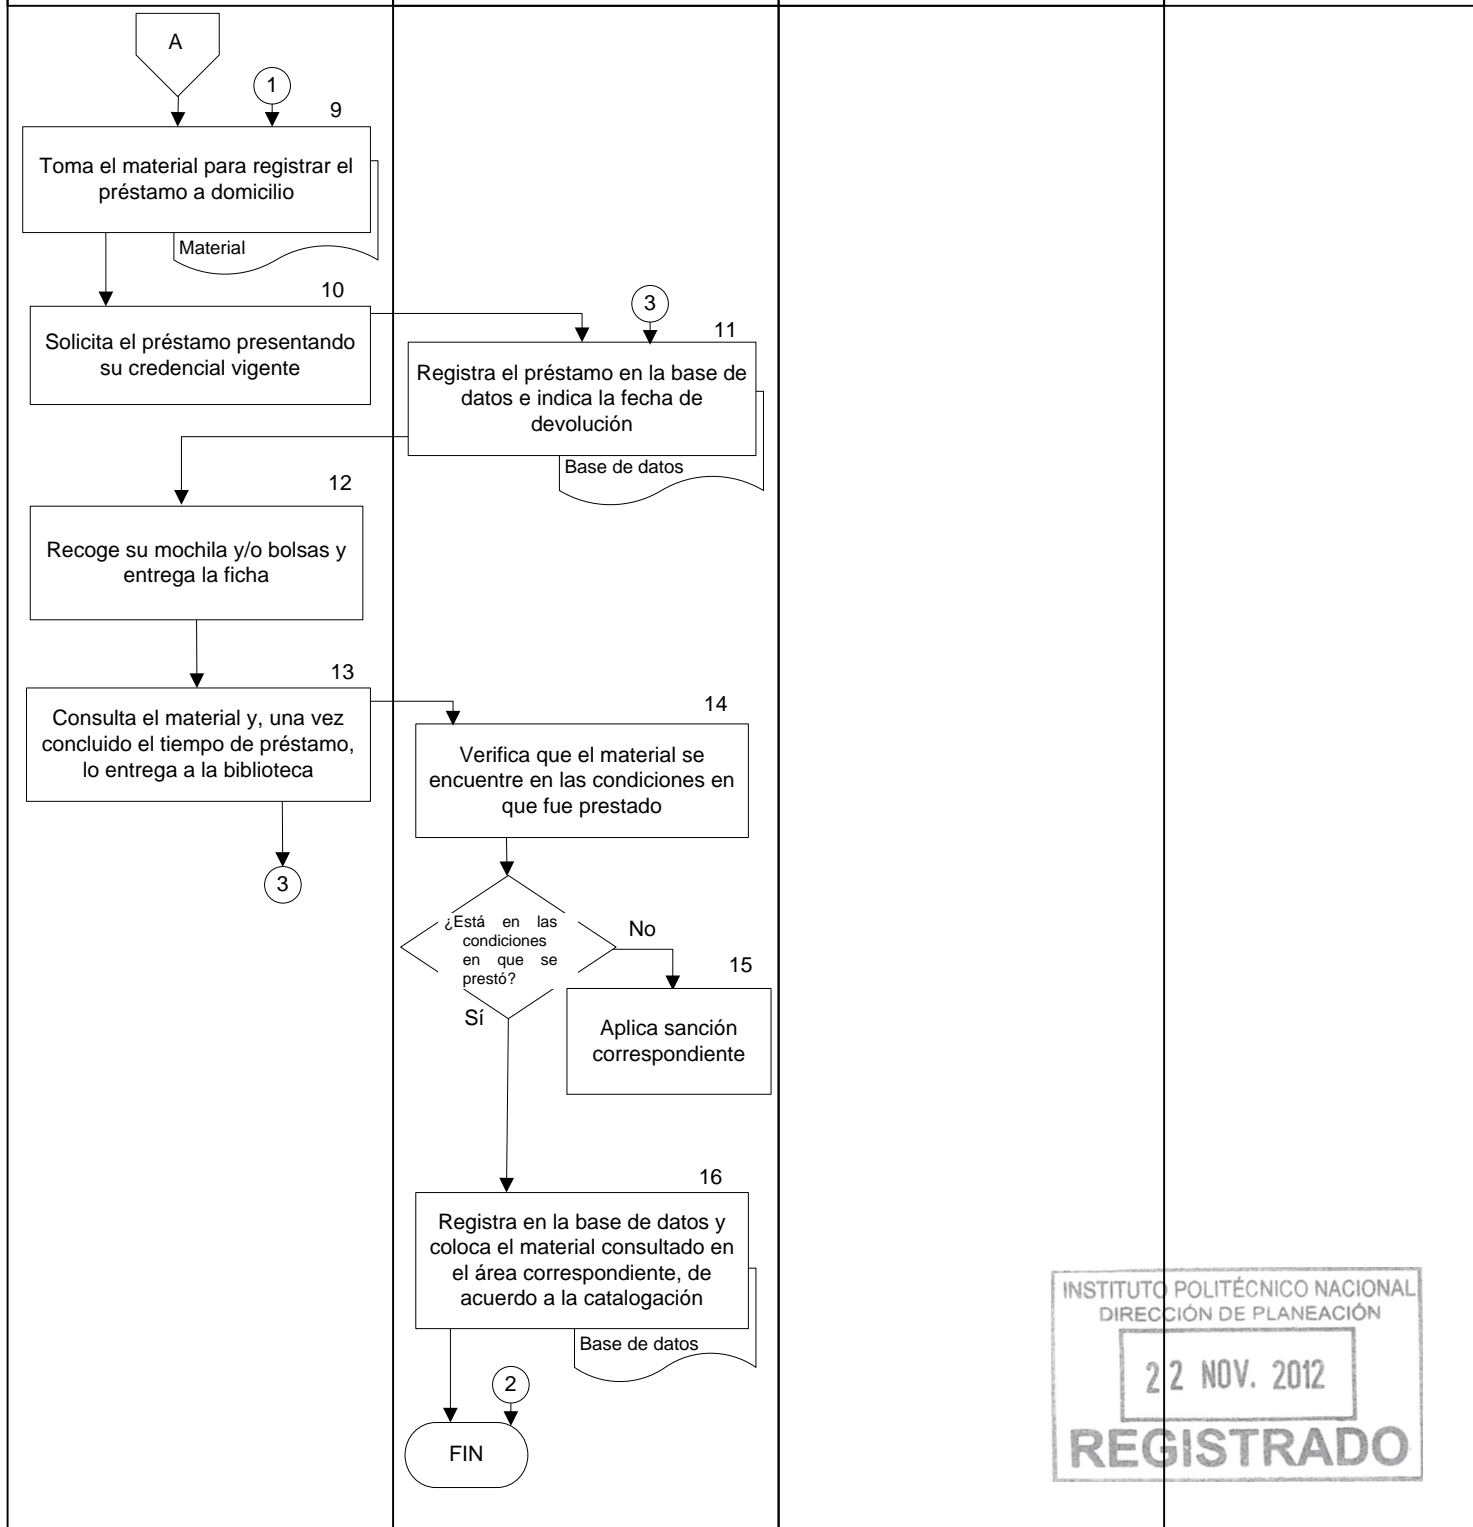 A
1
9
Toma el material para registrar el
préstamo a domicilio
Material
10
Solicita el préstamo presentando
su credencial vigente
3
11
Registra el préstamo en la base de
datos e indica la fecha de
devolución
Base de datos
12
Recoge su mochila y/o bolsas y
entrega la ficha
13
Consulta el material y, una vez
concluido el tiempo de préstamo,
lo entrega a la biblioteca
3
14
Verifica que el material se
encuentre en las condiciones en
que fue prestado
¿Está en las
condiciones
en que se
prestó?
No
Sí
15
Aplica sanción
correspondiente
16
Registra en la base de datos y
coloca el material consultado en
el área correspondiente, de
acuerdo a la catalogación
Base de datos
2
FIN
INSTITUTO POLITÉCNICO NACIONAL
DIRECCIÓN DE PLANEACIÓN
22 NOV. 2012
REGISTRADO